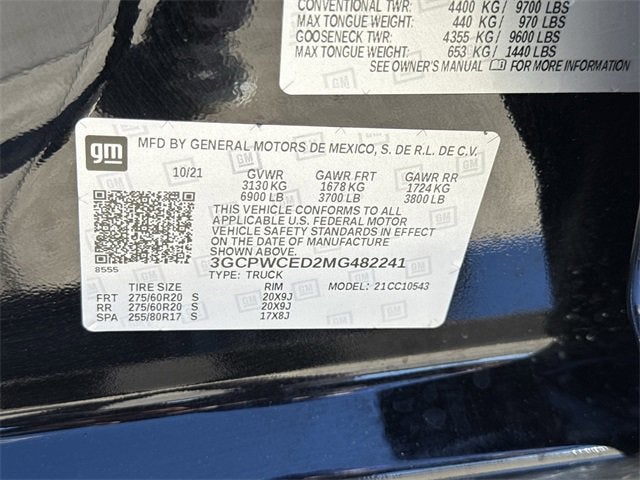 CONVENTIONAL TWR: 4400 KG/ 9700 LBS
MAX TONGUE WEIGHT: 440 KG/ 970 LBS
GOOSENECK TWR: 4355 KG/ 9600 LBS
MAX TONGUE WEIGHT: 653 KG/ 1440 LBS
SEE OWNER'S MANUAL FOR MORE INFORMATION
gm
MFD BY GENERAL MOTORS DE MEXICO, S. DE R.L. DE C.V.
10/21 GVWR GAWR FRT GAWR RR
3130 KG 1678 KG 1724 KG
6900 LB 3700 LB 3800 LB
THIS VEHICLE CONFORMS TO ALL
APPLICABLE U.S. FEDERAL MOTOR
VEHICLE SAFETY STANDARDS IN EFFECT
ON THE DATE OF MANUFACTURE SHOWN ABOVE.
3GCPWCED2MG482241
8555 TYPE: TRUCK MODEL: 21CC10543
TIRE SIZE RIM
FRT 275/60R20 S 20X9J
RR 275/60R20 S 20X9J
SPA 255/80R17 S 17X8J